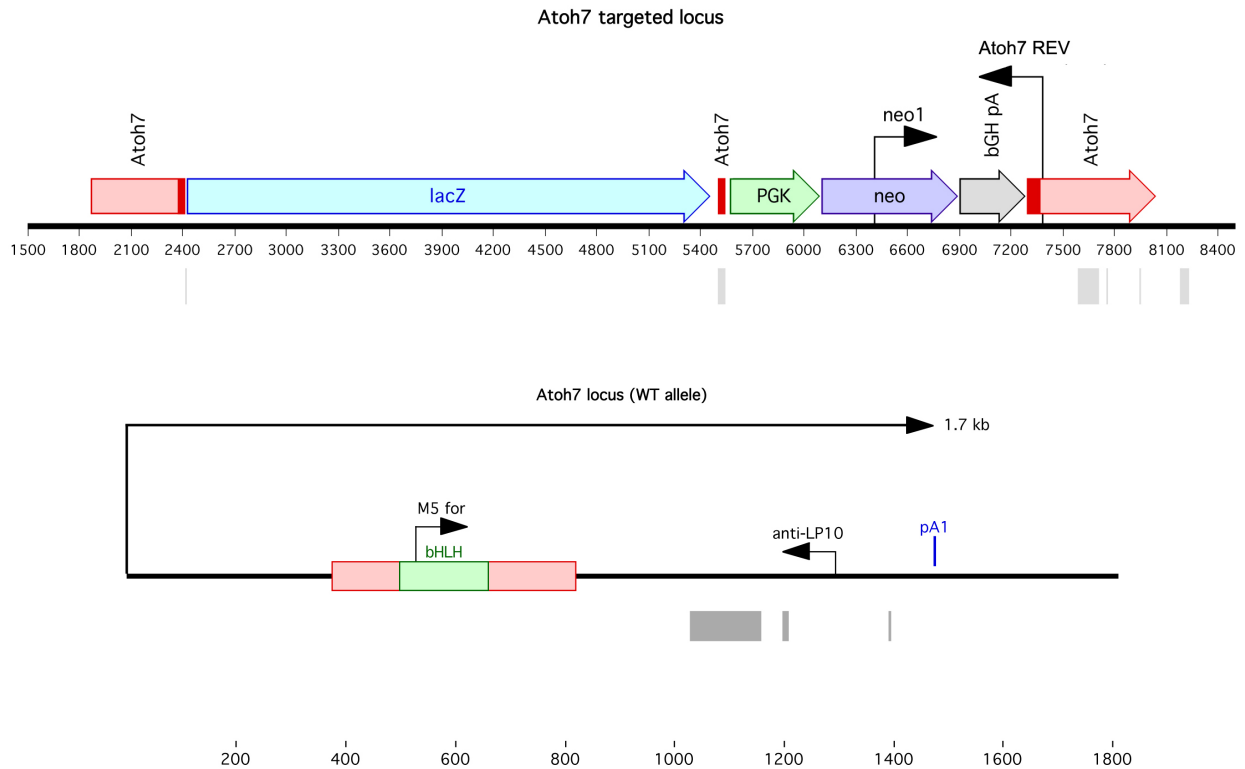 Atoh7 targeted locus
Atoh7 REV
neo1
bGH pA
Atoh7
Atoh7
Atoh7
lacZ
PGK
neo
1500 1800 2100 2400 2700 3000 3300 3600 3900 4200 4500 4800 5100 5400 5700 6000 6300 6600 6900 7200 7500 7800 8100 8400
Atoh7 locus (WT allele)
1.7 kb
M5 for
bHLH
anti-LP10
pA1
200 400 600 800 1000 1200 1400 1600 1800